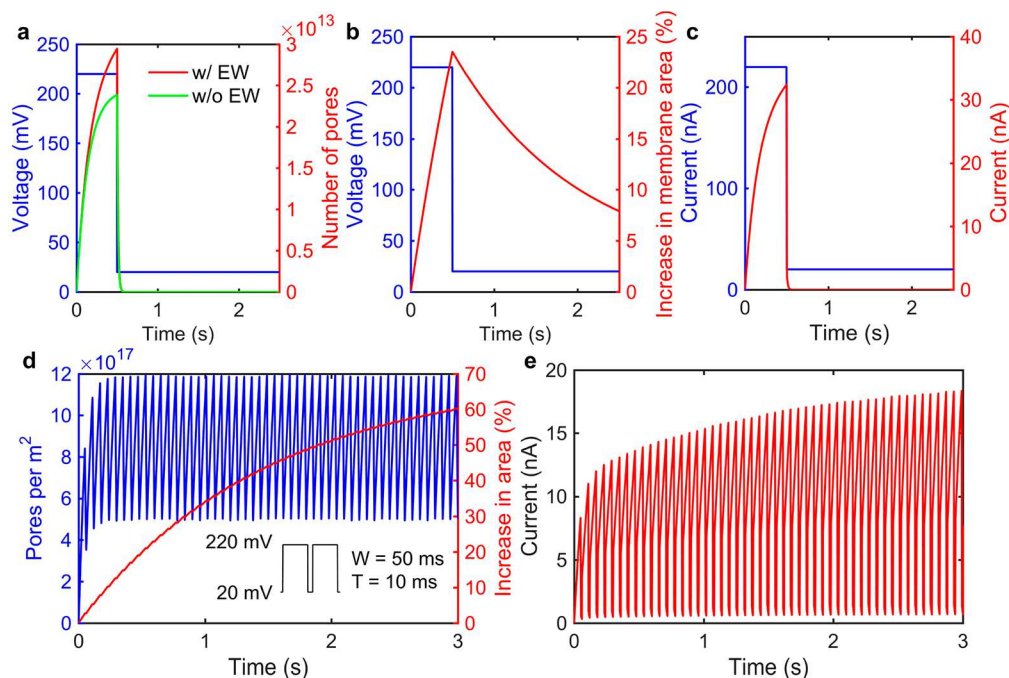 a
250
200
150
100
50
0
Voltage (mV)
w/ EW
w/o EW
× 10^13
3
2.5
2
1.5
1
0.5
0
Number of pores
0 1 2
Time (s)
b
250
200
150
100
50
0
Voltage (mV)
25
20
15
10
5
0
Increase in membrane area (%)
0 1 2
Time (s)
c
200
100
0
Current (nA)
40
30
20
10
0
Current (nA)
0 1 2
Time (s)
d
× 10^17
12
10
8
6
4
2
0
Pores per m^2
70
60
50
40
30
20
10
0
Increase in area (%)
220 mV
20 mV
W = 50 ms
T = 10 ms
0 1 2 3
Time (s)
e
20
15
10
5
0
Current (nA)
0 1 2 3
Time (s)